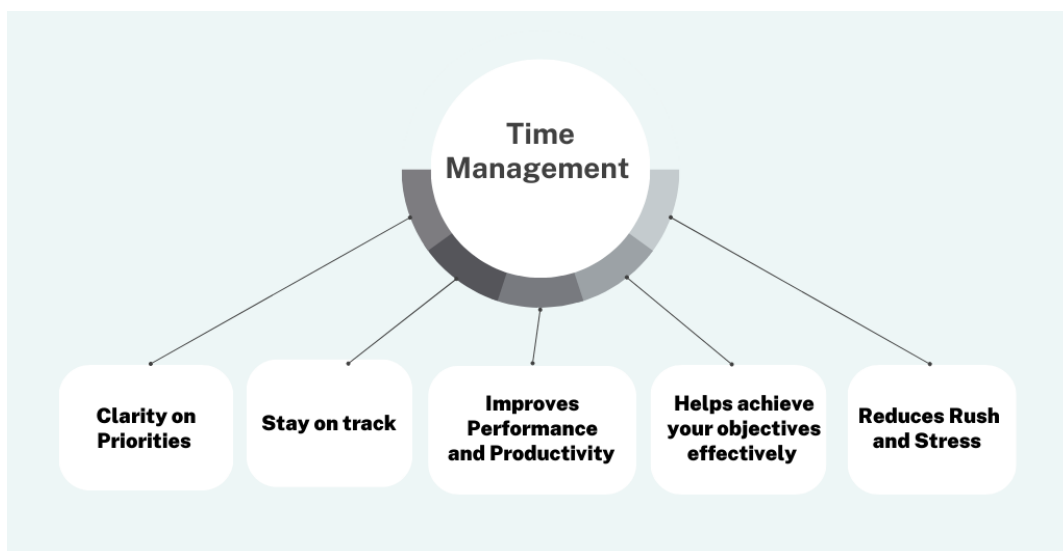 Time
Management
Clarity on
Priorities
Stay on track
Improves
Performance
and Productivity
Helps achieve
your objectives
effectively
Reduces Rush
and Stress